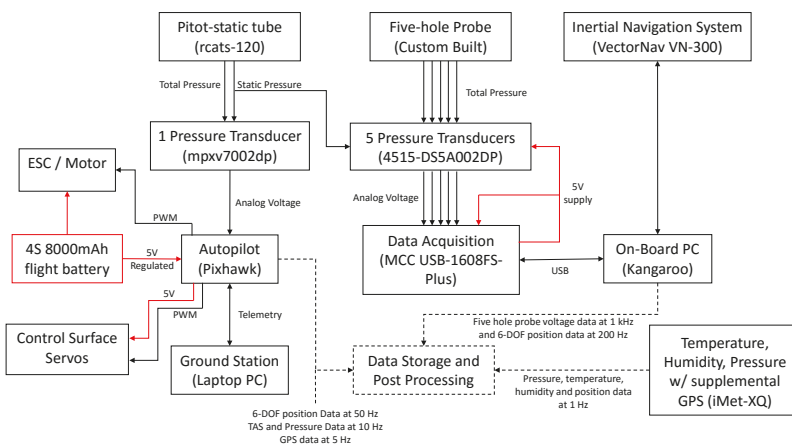 Pitot-static tube
(rcats-120)
Five-hole Probe
(Custom Built)
Inertial Navigation System
(VectorNav VN-300)
Total Pressure
Static Pressure
Total Pressure
1 Pressure Transducer
(mpxv7002dp)
5 Pressure Transducers
(4515-DS5A002DP)
ESC / Motor
PWM
Analog Voltage
Analog Voltage
5V
supply
4S 8000mAh
flight battery
5V
Regulated
Autopilot
(Pixhawk)
Data Acquisition
(MCC USB-1608FS-
Plus)
USB
On-Board PC
(Kangaroo)
5V
PWM
Telemetry
Control Surface
Servos
Ground Station
(Laptop PC)
Five hole probe voltage data at 1 kHz
and 6-DOF position data at 200 Hz
Data Storage and
Post Processing
Pressure, temperature,
humidity and position data
at 1 Hz
Temperature,
Humidity, Pressure
w/ supplemental
GPS (iMet-XQ)
6-DOF position Data at 50 Hz
TAS and Pressure Data at 10 Hz
GPS data at 5 Hz